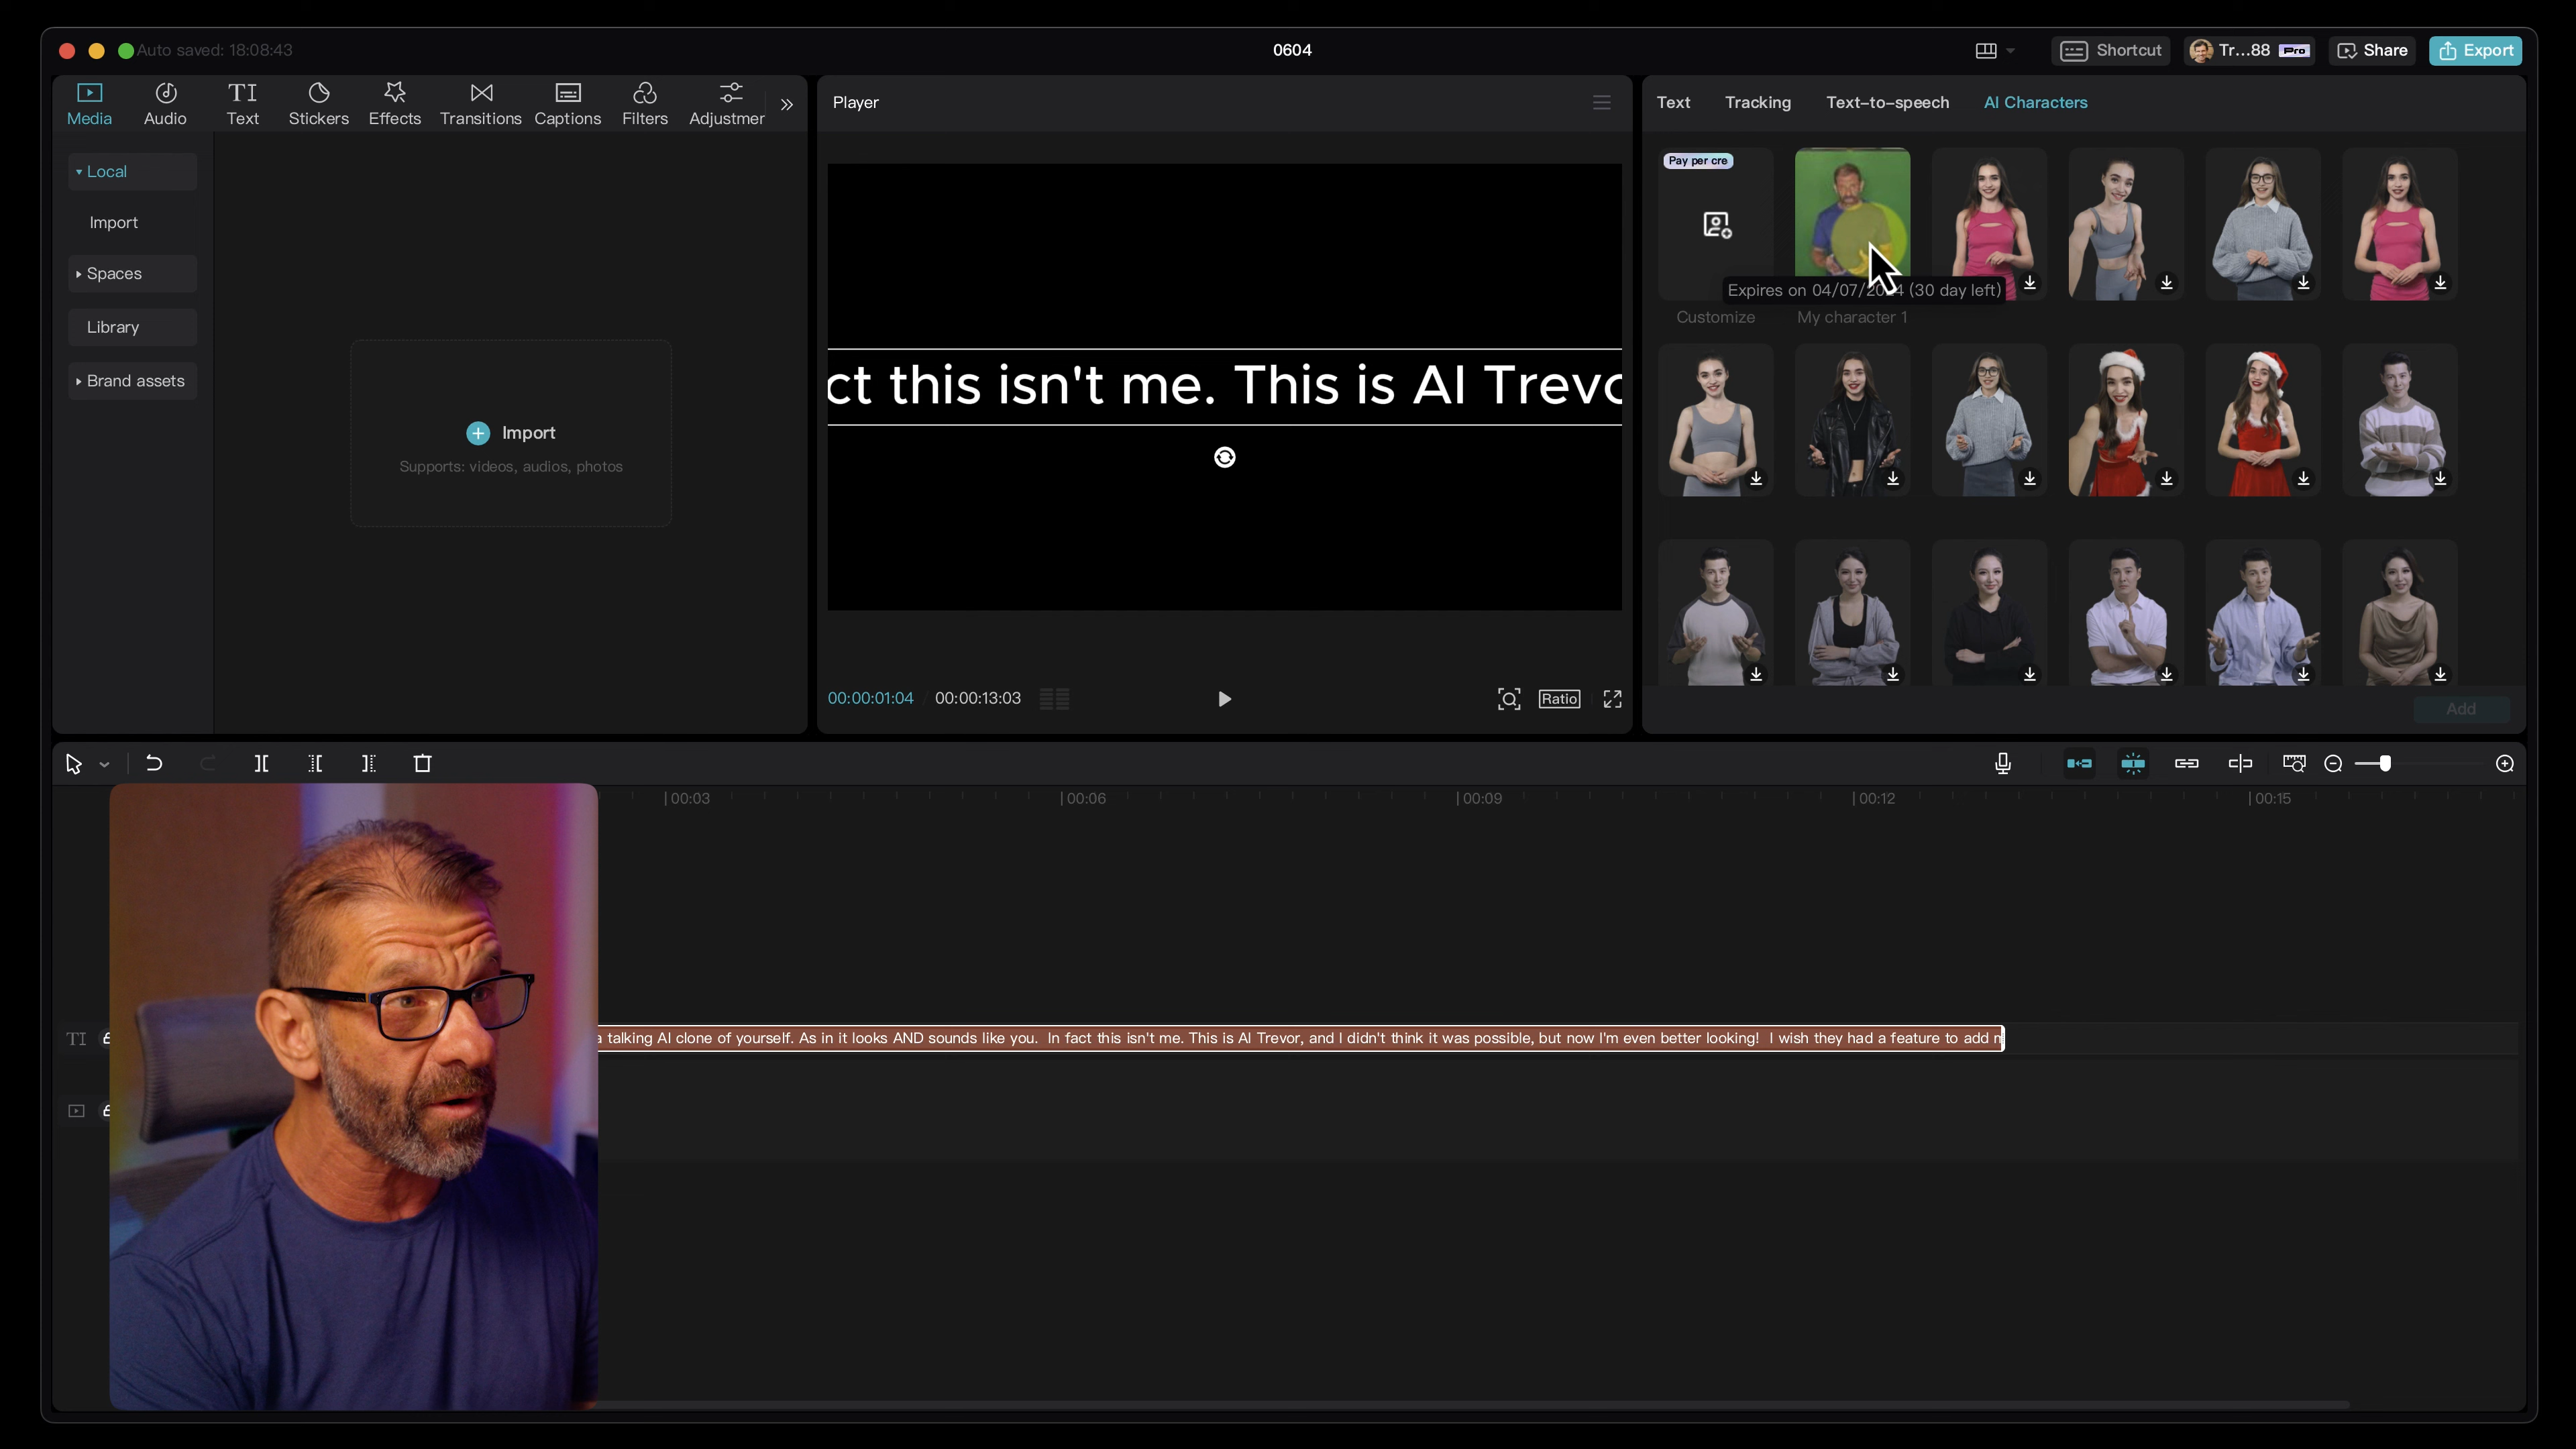 Auto saved: 18:08:43
0604
Shortcut
Tr...88
Pro
Share
Export
Media
Audio
TI
Text
Stickers
Effects
Transitions
Captions
Filters
Adjustmer
Local
Import
Spaces
Library
Brand assets
Import
Supports: videos, audios, photos
Player
ct this isn't me. This is AI Trevo
00:00:01:04
00:00:13:03
Ratio
Text
Tracking
Text-to-speech
AI Characters
Pay per cre
Expires on 04/07/2024 (30 day left)
Customize
My character 1
Add
00:03
00:06
00:09
00:12
00:15
TI
a talking AI clone of yourself. As in it looks AND sounds like you. In fact this isn't me. This is AI Trevor, and I didn't think it was possible, but now I'm even better looking! I wish they had a feature to add m